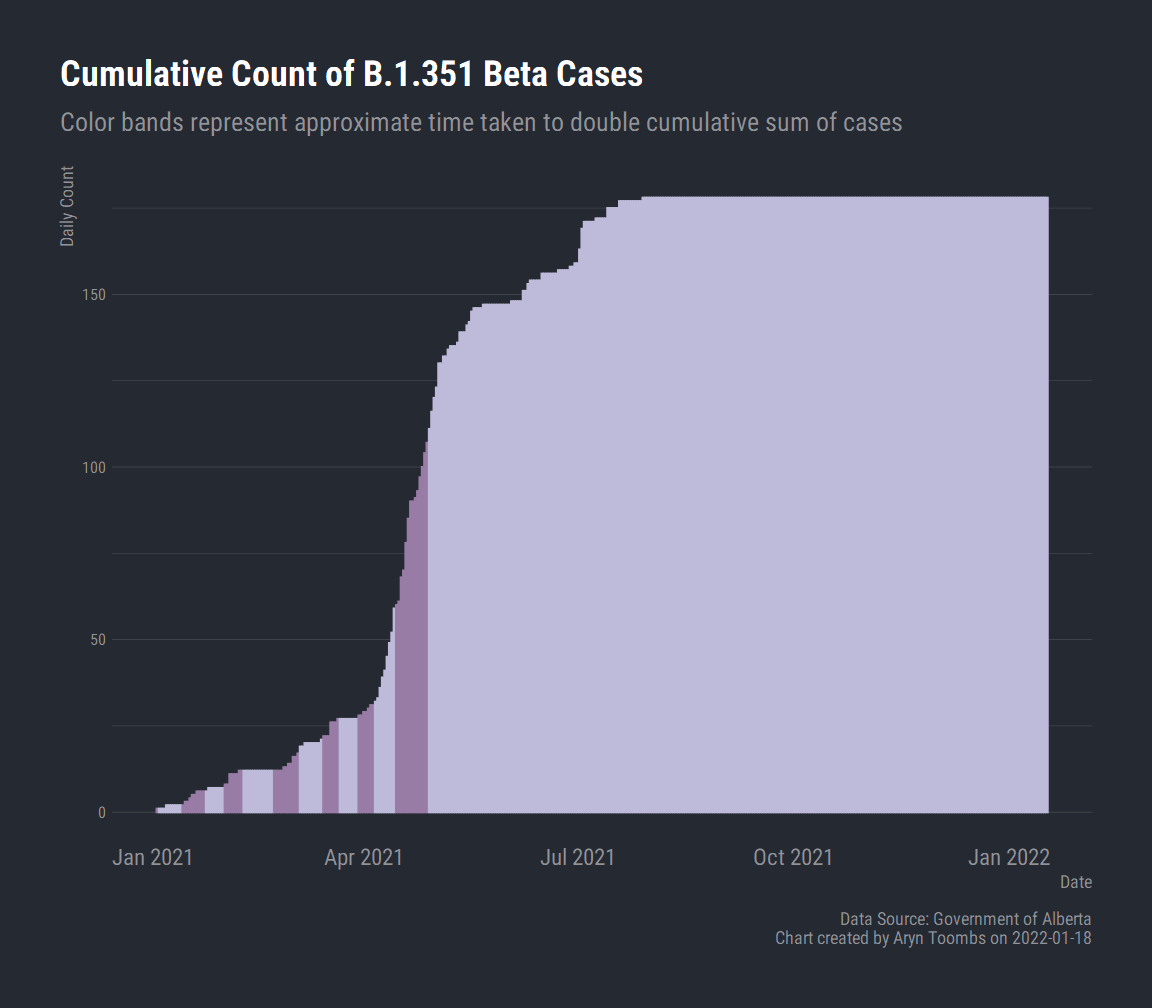 Cumulative Count of B.1.351 Beta Cases
Color bands represent approximate time taken to double cumulative sum of cases
Daily Count
150
100
50
0
Jan 2021 Apr 2021 Jul 2021 Oct 2021 Jan 2022
Date
Data Source: Government of Alberta
Chart created by Aryn Toombs on 2022-01-18